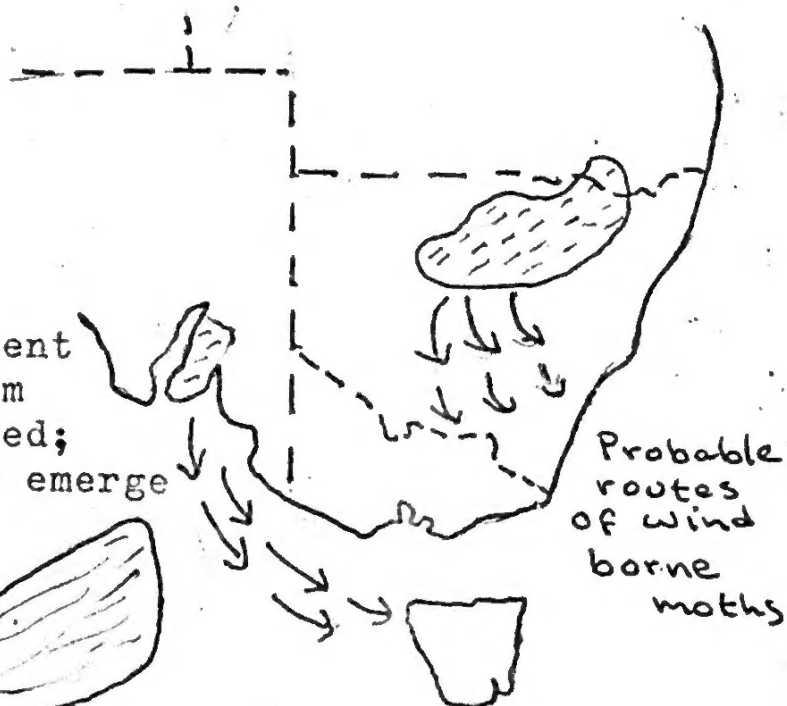 ent
m
ed;
emerge
Probable
routes
of wind
borne
moths